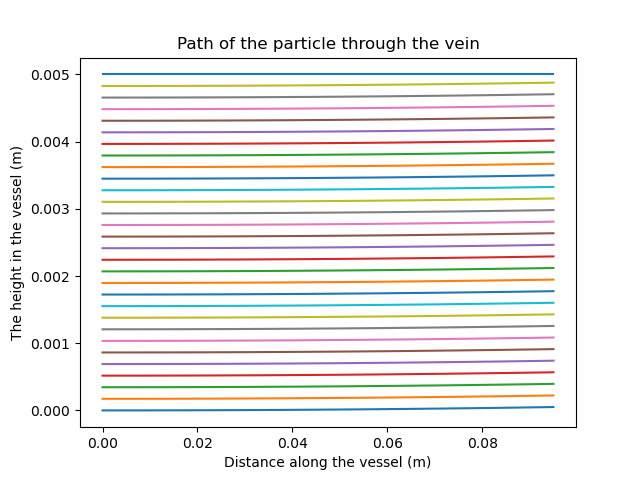 Path of the particle through the vein
The height in the vessel (m)
0.005
0.004
0.003
0.002
0.001
0.000
0.00 0.02 0.04 0.06 0.08
Distance along the vessel (m)